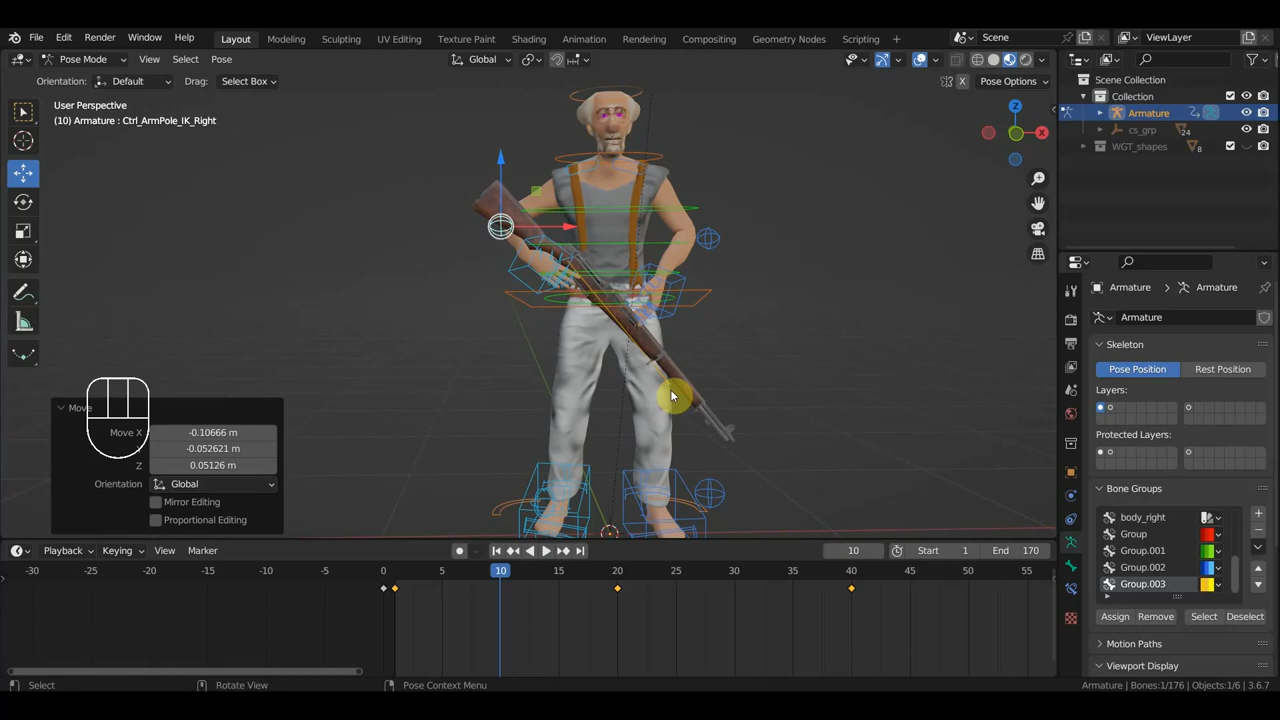 File Edit Render Window Help Layout Modeling Sculpting UV Editing Texture Paint Shading Animation Rendering Compositing Geometry Nodes Scripting + Scene ViewLayer
Pose Mode View Select Pose Global
Orientation: Default Drag: Select Box X Pose Options
User Perspective
(10) Armature : Ctrl_ArmPole_IK_Right
Z
X
Scene Collection
Collection
Armature
cs_grp 24
WGT_shapes 8
Armature Armature
Armature
Skeleton
Pose Position Rest Position
Layers:
Protected Layers:
Bone Groups
body_right
Group
Group.001
Group.002
Group.003
Assign Remove Select Deselect
Motion Paths
Viewport Display
Move
Move X -0.10666 m
-0.052621 m
Z 0.05126 m
Orientation Global
Mirror Editing
Proportional Editing
Playback Keying View Marker 10 Start 1 End 170
-30 -25 -20 -15 -10 -5 5 10 15 20 25 30 35 40 45 50 55
Select Rotate View Pose Context Menu Armature | Bones:1/176 | Objects:1/6 | 3.6.7